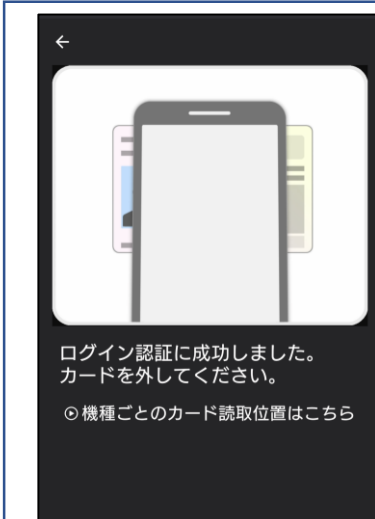 ログイン認証に成功しました。
カードを外してください。
機種ごとのカード読取位置はこちら